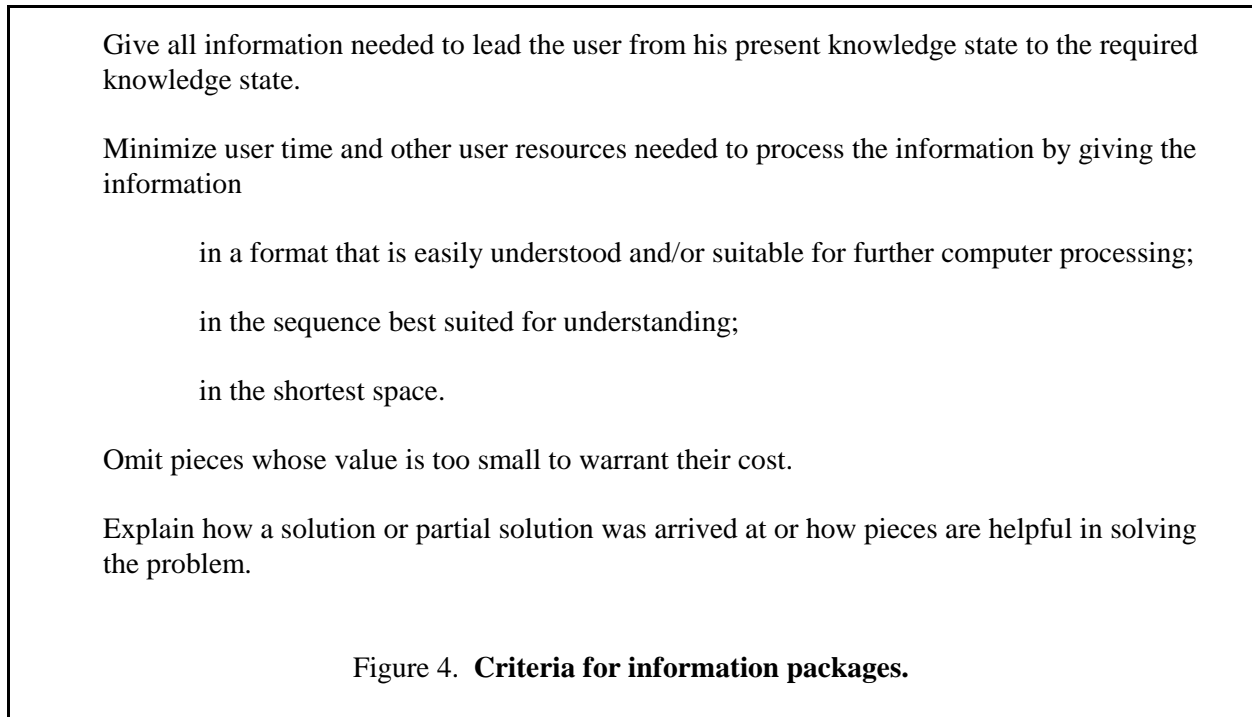 Give all information needed to lead the user from his present knowledge state to the required
knowledge state.
Minimize user time and other user resources needed to process the information by giving the
information
in a format that is easily understood and/or suitable for further computer processing;
in the sequence best suited for understanding;
in the shortest space.
Omit pieces whose value is too small to warrant their cost.
Explain how a solution or partial solution was arrived at or how pieces are helpful in solving
the problem.
Figure 4. Criteria for information packages.